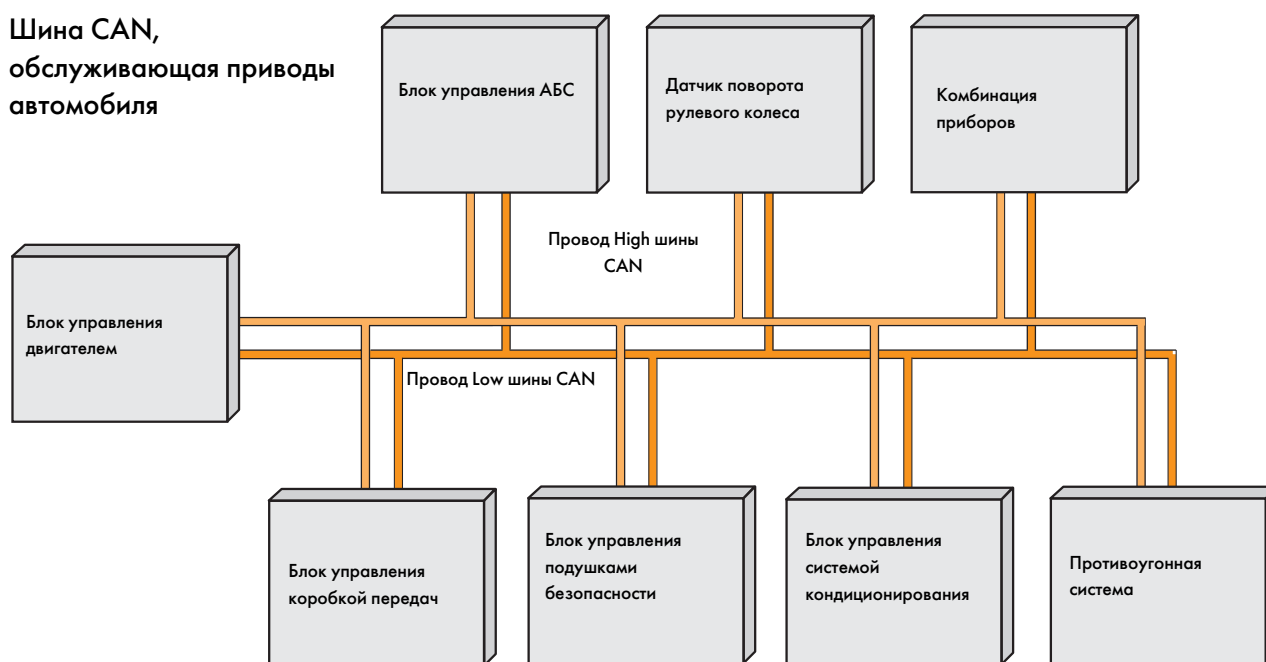 Шина CAN,
обслуживающая приводы
автомобиля
Блок управления АБС
Датчик поворота
рулевого колеса
Комбинация
приборов
Провод High шины
CAN
Блок управления
двигателем
Провод Low шины CAN
Блок управления
коробкой передач
Блок управления
подушками
безопасности
Блок управления
системой
кондиционирования
Противоугонная
система